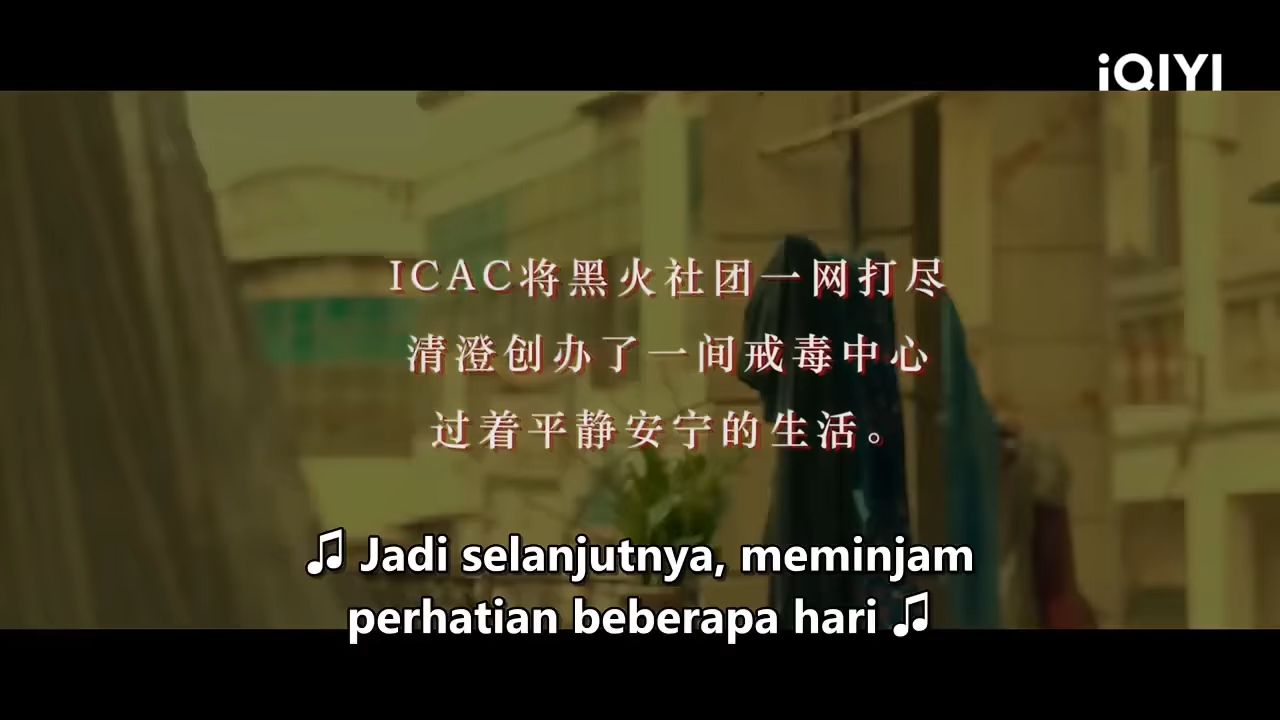 iQIYI
ICAC将黑火社团一网打尽
清澄创办了一间戒毒中心
过着平静安宁的生活。
♫ Jadi selanjutnya, meminjam
perhatian beberapa hari ♫